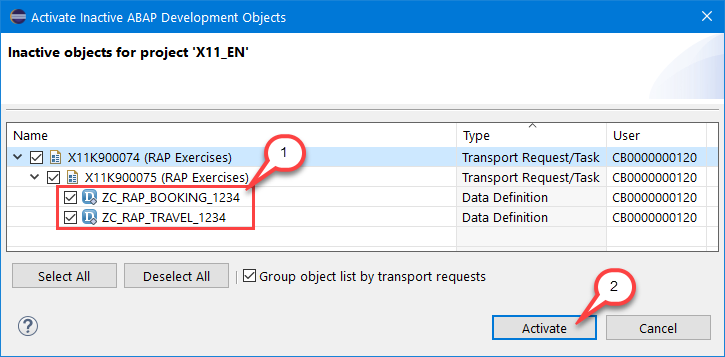 Activate Inactive ABAP Development Objects
Inactive objects for project 'X11_EN'
Name Type User
X11K900074 (RAP Exercises) Transport Request/Task CB0000000120
X11K900075 (RAP Exercises) Transport Request/Task CB0000000120
ZC_RAP_BOOKING_1234 Data Definition CB0000000120
ZC_RAP_TRAVEL_1234 Data Definition CB0000000120
1
Select All Deselect All Group object list by transport requests
2
? Activate Cancel